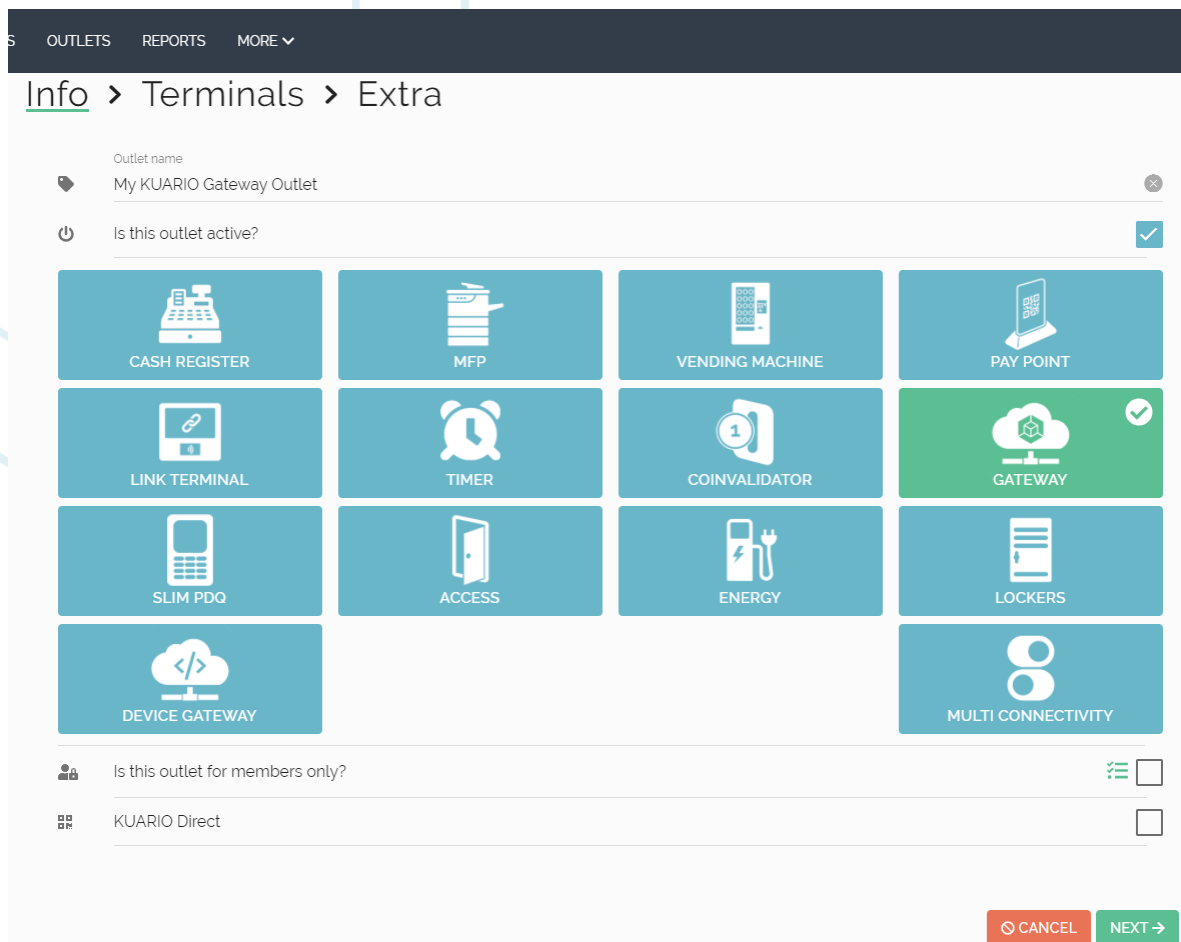 S OUTLETS REPORTS MORE
Info > Terminals > Extra
Outlet name
My KUARIO Gateway Outlet
Is this outlet active?
CASH REGISTER MFP VENDING MACHINE PAY POINT
1
LINK TERMINAL TIMER COINVALIDATOR GATEWAY
SLIM PDQ ACCESS ENERGY LOCKERS
</>
DEVICE GATEWAY MULTI CONNECTIVITY
Is this outlet for members only?
KUARIO Direct
CANCEL NEXT →